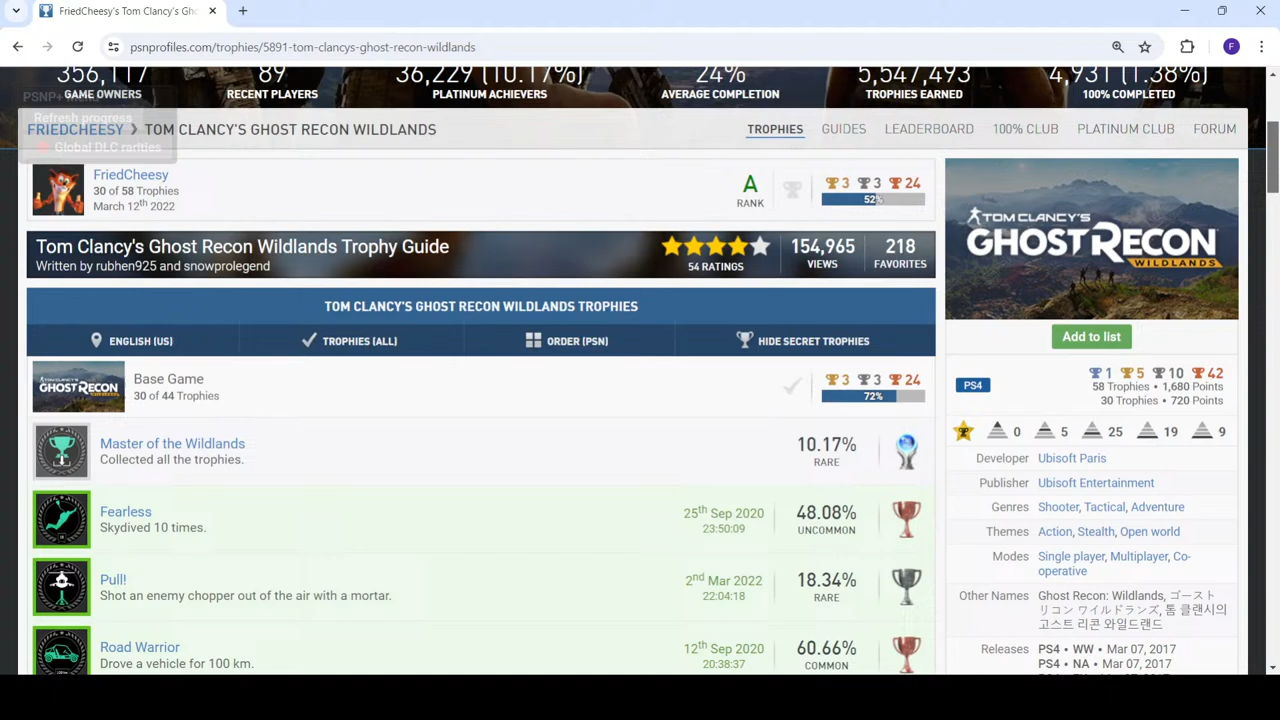 FriedCheesy's Tom Clancy's Gh
psnprofiles.com/trophies/5891-tom-clancys-ghost-recon-wildlands
F
356,117
GAME OWNERS
89
RECENT PLAYERS
36,229 (10.17%)
PLATINUM ACHIEVERS
24%
AVERAGE COMPLETION
5,547,493
TROPHIES EARNED
4,931 (1.38%)
100% COMPLETED
PSNP+ Menu
Refresh progress
Global DLC rarities
FRIEDCHEESY TOM CLANCY'S GHOST RECON WILDLANDS
TROPHIES GUIDES LEADERBOARD 100% CLUB PLATINUM CLUB FORUM
FriedCheesy
30 of 58 Trophies
March 12th 2022
A
RANK
3 3 24
52%
Tom Clancy's Ghost Recon Wildlands Trophy Guide
Written by rubhen925 and snowprolegend
54 RATINGS
154,965
VIEWS
218
FAVORITES
TOM CLANCY'S GHOST RECON WILDLANDS TROPHIES
ENGLISH (US) TROPHIES (ALL) ORDER (PSN) HIDE SECRET TROPHIES
GHOST RECON
Base Game
30 of 44 Trophies
3 3 24
72%
Master of the Wildlands
Collected all the trophies.
10.17%
RARE
Fearless
Skydived 10 times.
25th Sep 2020
23:50:09
48.08%
UNCOMMON
Pull!
Shot an enemy chopper out of the air with a mortar.
2nd Mar 2022
22:04:18
18.34%
RARE
Road Warrior
Drove a vehicle for 100 km.
12th Sep 2020
20:38:37
60.66%
COMMON
TOM CLANCY'S
GHOST RECON
WILDLANDS
Add to list
PS4
1 5 10 42
58 Trophies • 1,680 Points
30 Trophies • 720 Points
0 5 25 19 9
Developer Ubisoft Paris
Publisher Ubisoft Entertainment
Genres Shooter, Tactical, Adventure
Themes Action, Stealth, Open world
Modes Single player, Multiplayer, Co-
operative
Other Names Ghost Recon: Wildlands, ゴースト
リコン ワイルドランズ, 톰 클랜시의
고스트 리콘 와일드랜드
Releases PS4 • WW • Mar 07, 2017
PS4 • NA • Mar 07, 2017